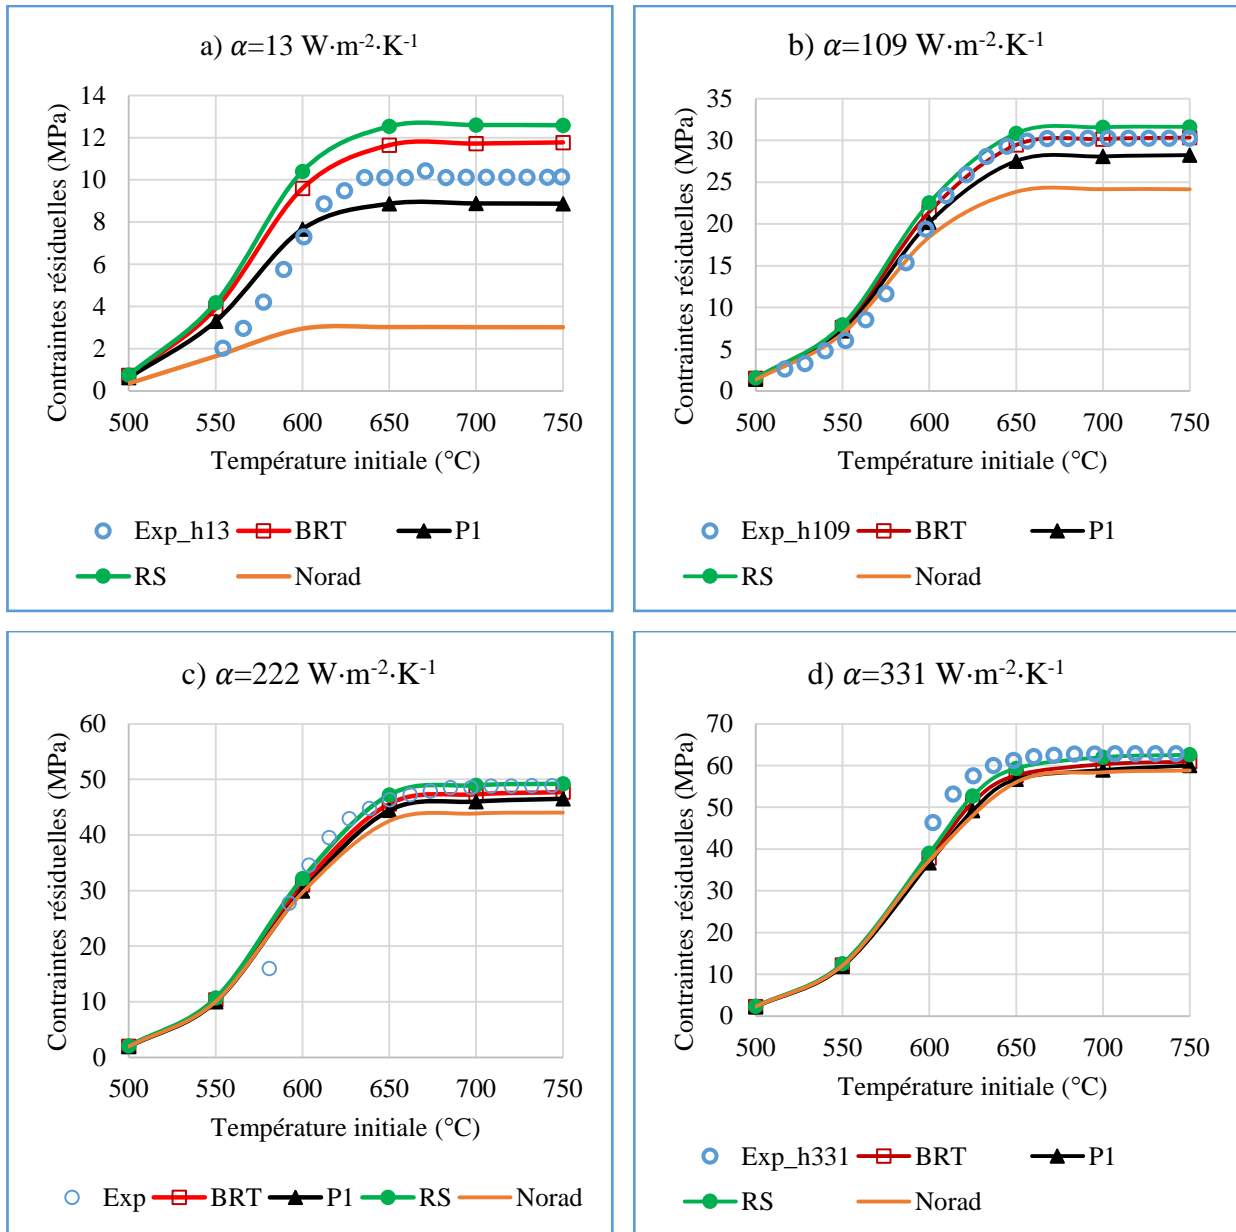 a) α=13 W·m⁻²·K⁻¹
Contraintes résiduelles (MPa)
14
12
10
8
6
4
2
0
500 550 600 650 700 750
Température initiale (°C)
Exp_h13 BRT P1
RS Norad
b) α=109 W·m⁻²·K⁻¹
Contraintes résiduelles (MPa)
35
30
25
20
15
10
5
0
500 550 600 650 700 750
Température initiale (°C)
Exp_h109 BRT P1
RS Norad
c) α=222 W·m⁻²·K⁻¹
Contraintes résiduelles (MPa)
60
50
40
30
20
10
0
500 550 600 650 700 750
Température initiale (°C)
Exp BRT P1 RS Norad
d) α=331 W·m⁻²·K⁻¹
Contraintes résiduelles (MPa)
70
60
50
40
30
20
10
0
500 550 600 650 700 750
Température initiale (°C)
Exp_h331 BRT P1
RS Norad